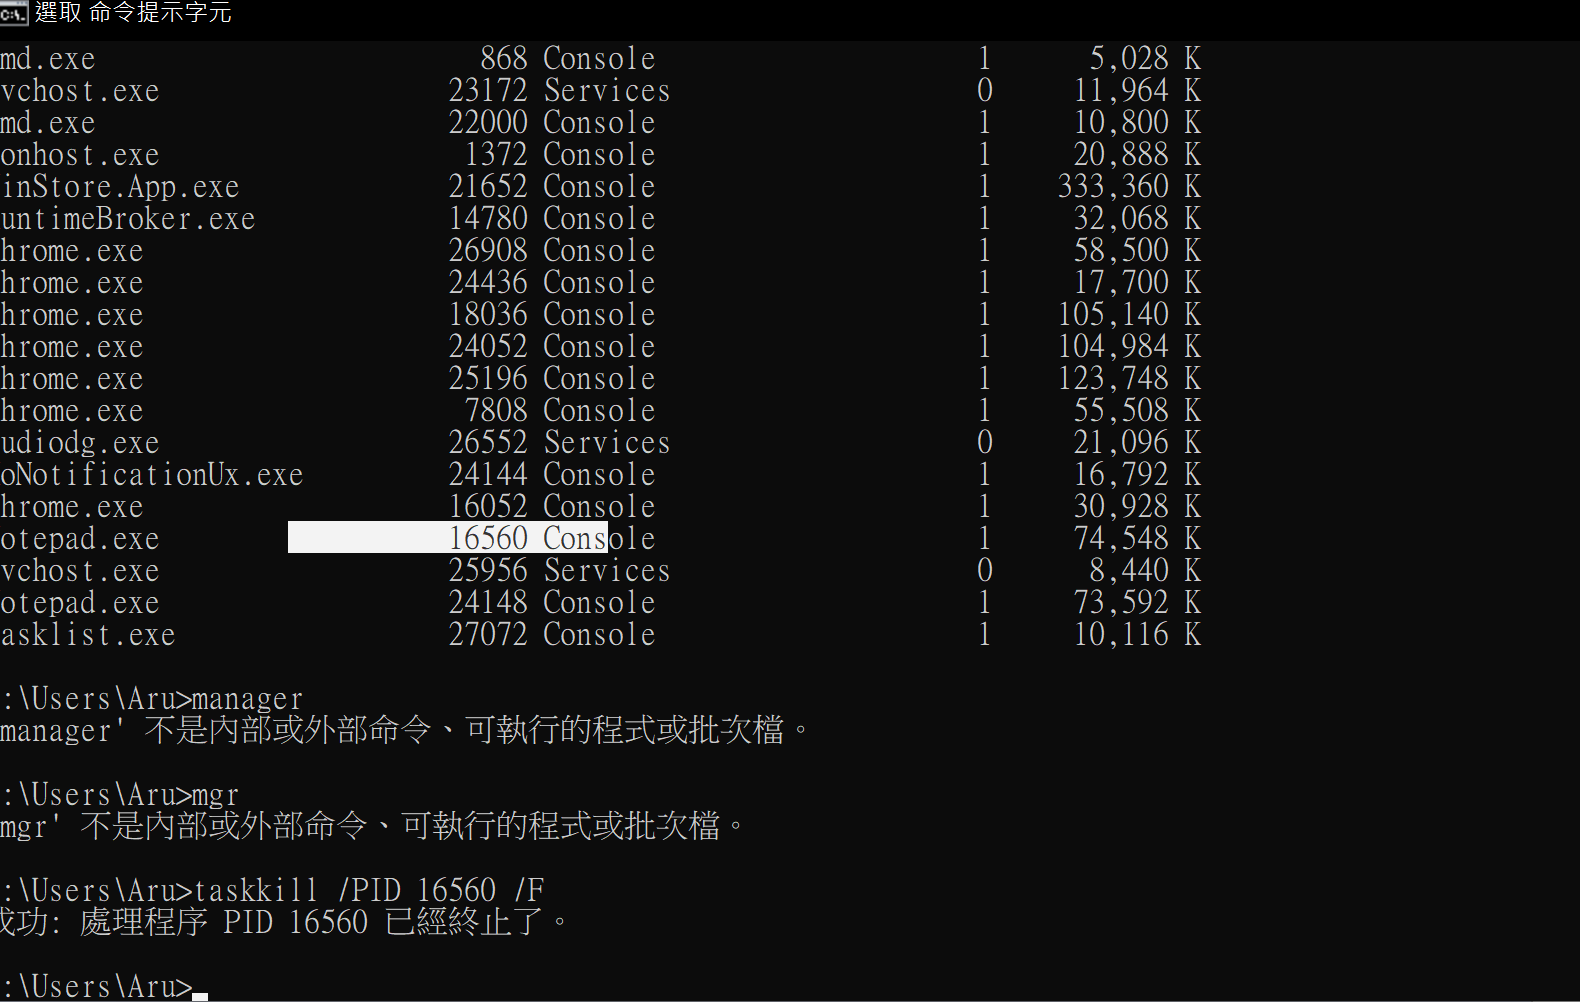 選取 命令提示字元
md.exe 868 Console 1 5,028 K
vchost.exe 23172 Services 0 11,964 K
md.exe 22000 Console 1 10,800 K
onhost.exe 1372 Console 1 20,888 K
inStore.App.exe 21652 Console 1 333,360 K
untimeBroker.exe 14780 Console 1 32,068 K
hrome.exe 26908 Console 1 58,500 K
hrome.exe 24436 Console 1 17,700 K
hrome.exe 18036 Console 1 105,140 K
hrome.exe 24052 Console 1 104,984 K
hrome.exe 25196 Console 1 123,748 K
hrome.exe 7808 Console 1 55,508 K
udiodg.exe 26552 Services 0 21,096 K
oNotificationUx.exe 24144 Console 1 16,792 K
hrome.exe 16052 Console 1 30,928 K
otepad.exe 16560 Console 1 74,548 K
vchost.exe 25956 Services 0 8,440 K
otepad.exe 24148 Console 1 73,592 K
asklist.exe 27072 Console 1 10,116 K
:\Users\Aru>manager
manager' 不是內部或外部命令、可執行的程式或批次檔。
:\Users\Aru>mgr
mgr' 不是內部或外部命令、可執行的程式或批次檔。
:\Users\Aru>taskkill /PID 16560 /F
成功: 處理程序 PID 16560 已經終止了。
:\Users\Aru>